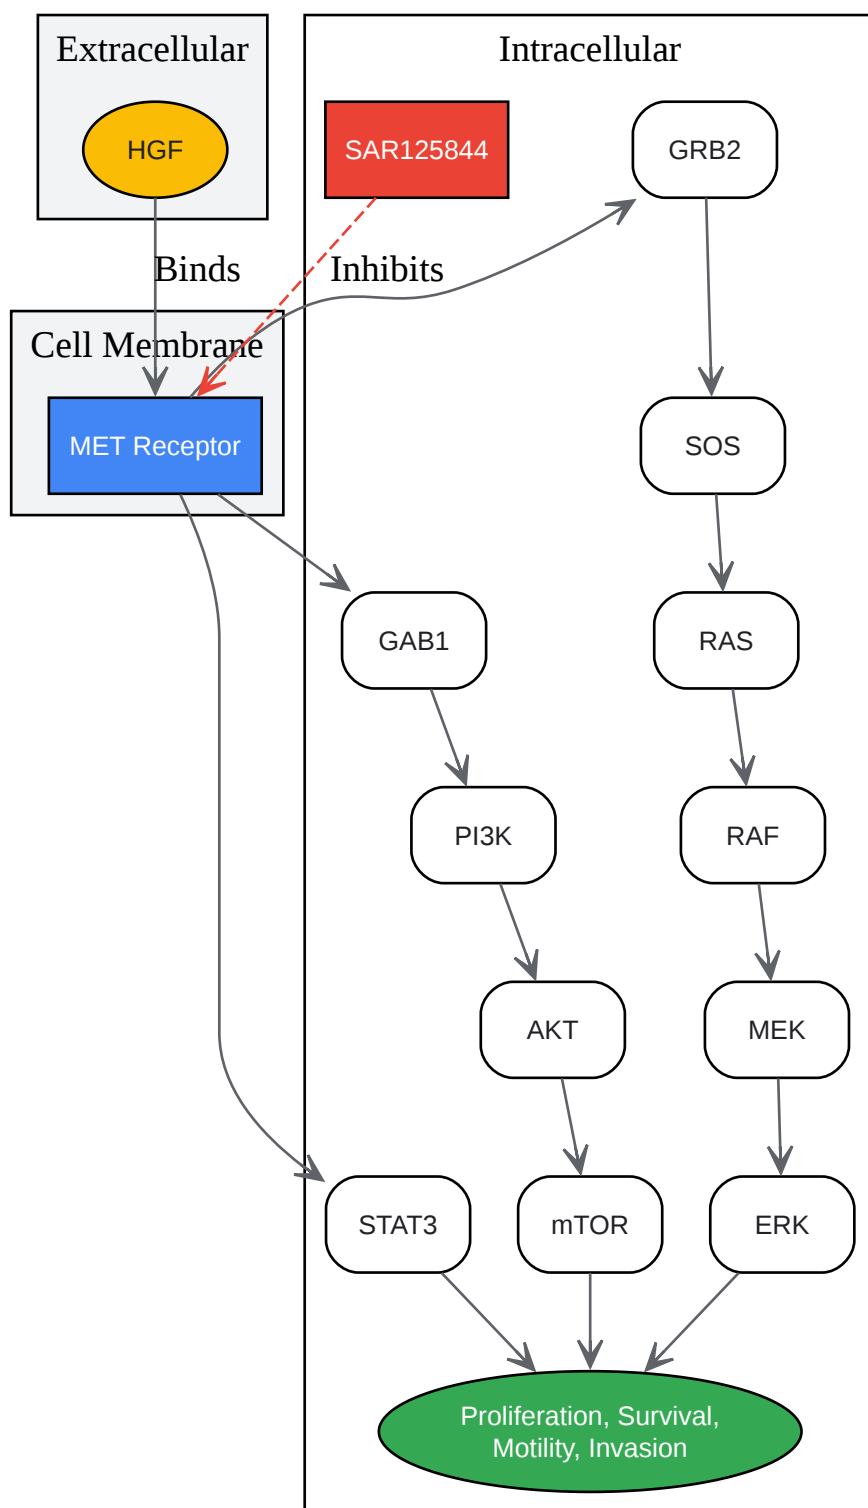 Extracellular
Intracellular
HGF
SAR125844
GRB2
Binds
Inhibits
Cell Membrane
MET Receptor
SOS
GAB1
RAS
PI3K
RAF
AKT
MEK
STAT3
mTOR
ERK
Proliferation, Survival,
Motility, Invasion